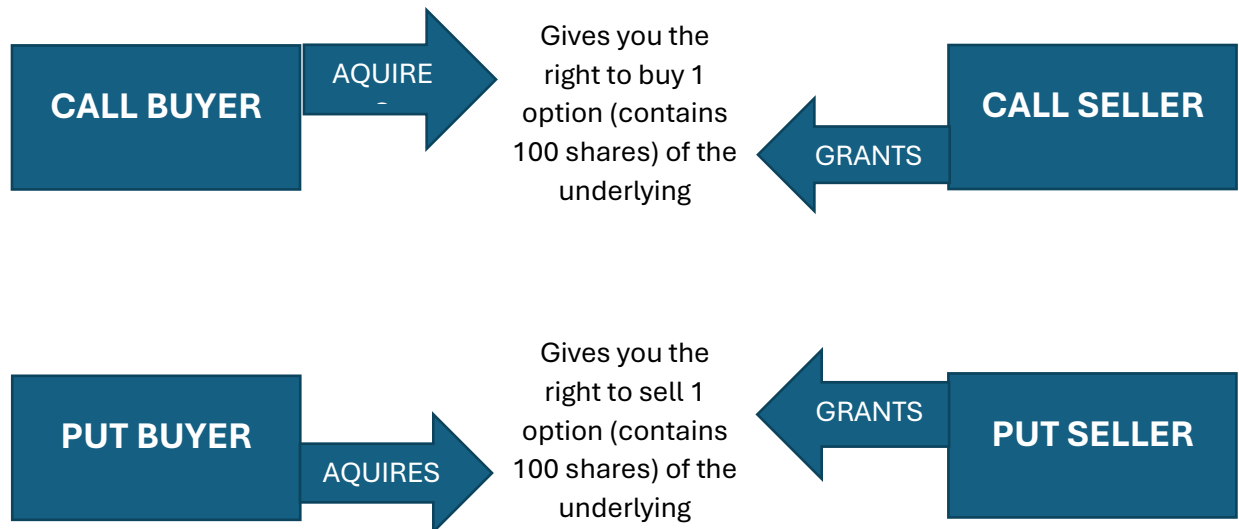 CALL BUYER
AQUIRE
Gives you the
right to buy 1
option (contains
100 shares) of the
underlying
GRANTS
CALL SELLER
PUT BUYER
AQUIRES
Gives you the
right to sell 1
option (contains
100 shares) of the
underlying
GRANTS
PUT SELLER